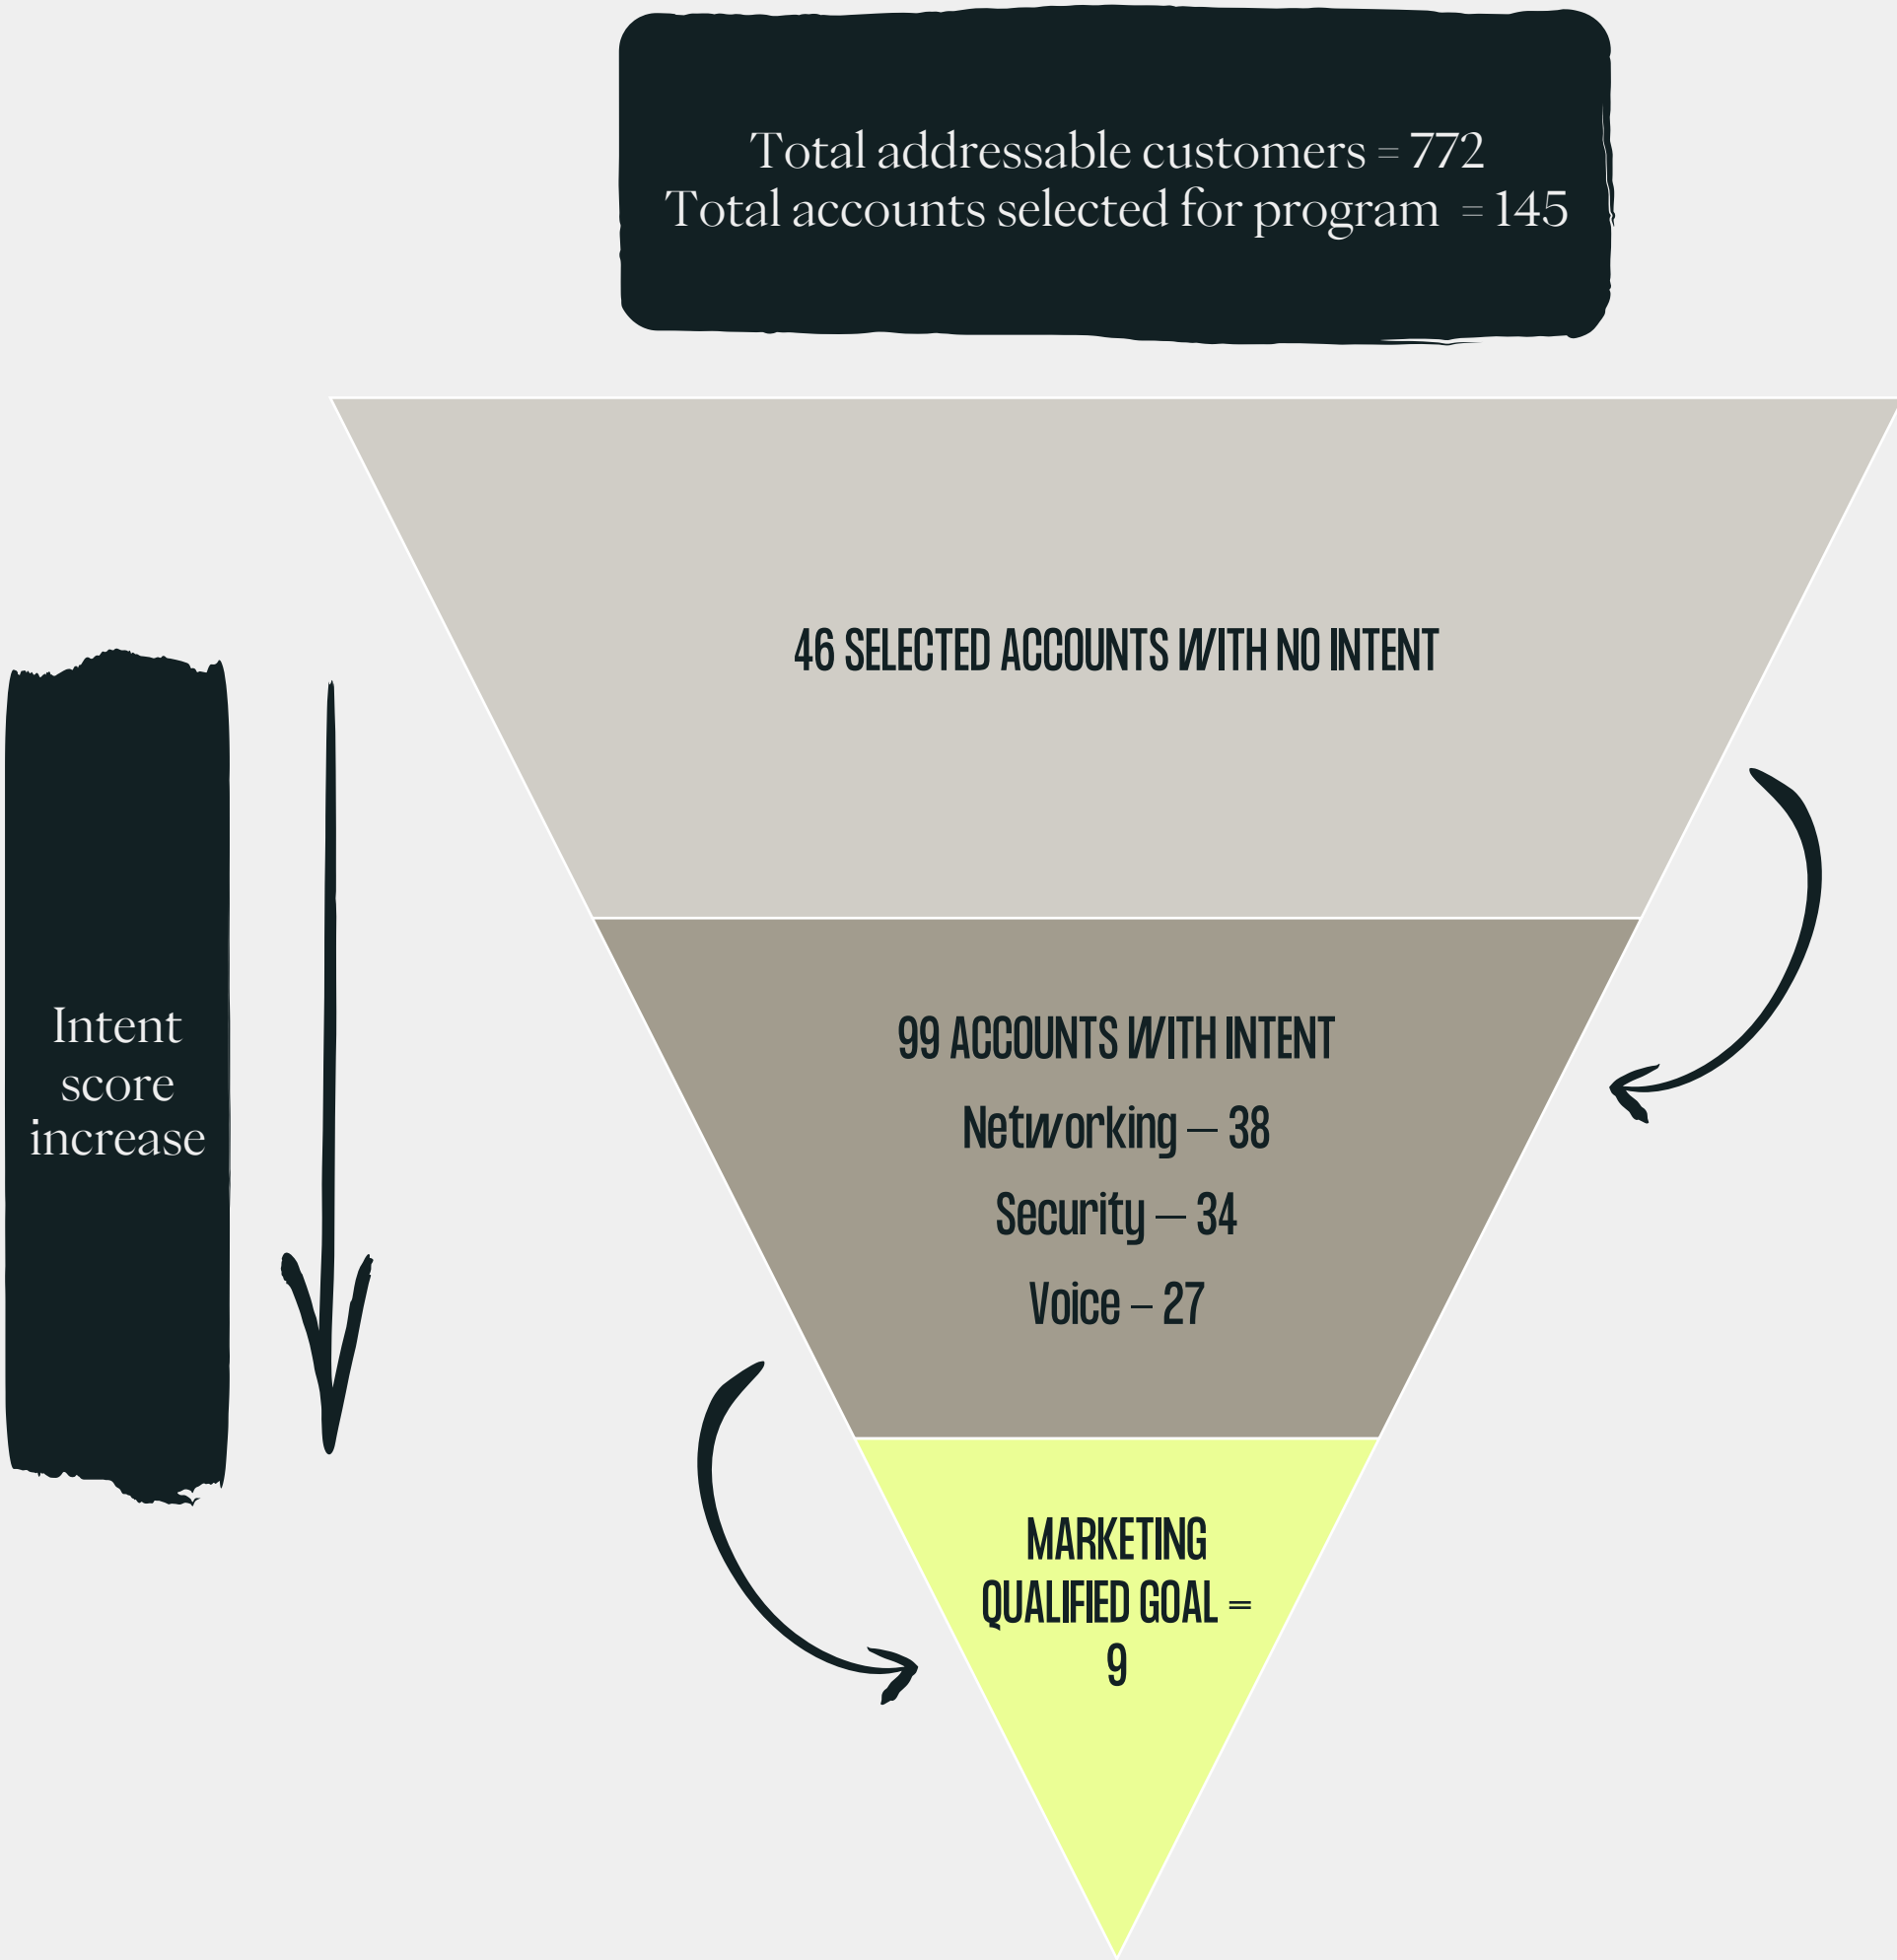 Total addressable customers = 772
Total accounts selected for program = 145
46 SELECTED ACCOUNTS WITH NO INTENT
99 ACCOUNTS WITH INTENT
Networking – 38
Security – 34
Voice – 27
Intent
score
increase
MARKETING
QUALIFIED GOAL =
9